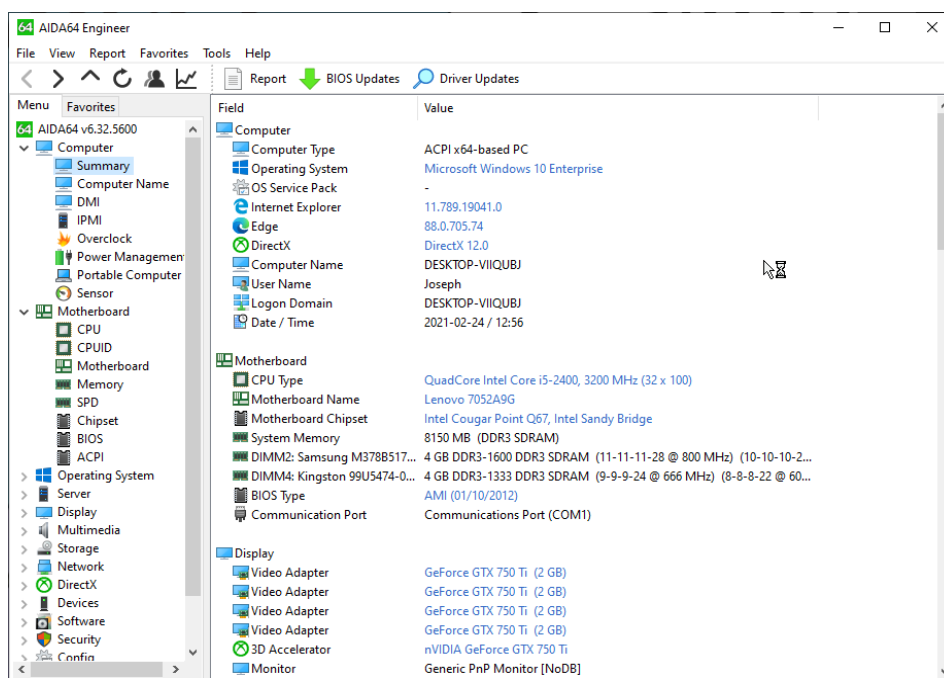 64 AIDA64 Engineer
File View Report Favorites Tools Help
Report BIOS Updates Driver Updates
Menu Favorites
64 AIDA64 v6.32.5600
Computer
Summary
Computer Name
DMI
IPMI
Overclock
Power Managemen
Portable Computer
Sensor
Motherboard
CPU
CPUID
Motherboard
Memory
SPD
Chipset
BIOS
ACPI
Operating System
Server
Display
Multimedia
Storage
Network
DirectX
Devices
Software
Security
Config
Field Value
Computer
Computer Type ACPI x64-based PC
Operating System Microsoft Windows 10 Enterprise
OS Service Pack -
Internet Explorer 11.789.19041.0
Edge 88.0.705.74
DirectX DirectX 12.0
Computer Name DESKTOP-VIIQUBJ
User Name Joseph
Logon Domain DESKTOP-VIIQUBJ
Date / Time 2021-02-24 / 12:56
Motherboard
CPU Type QuadCore Intel Core i5-2400, 3200 MHz (32 x 100)
Motherboard Name Lenovo 7052A9G
Motherboard Chipset Intel Cougar Point Q67, Intel Sandy Bridge
System Memory 8150 MB (DDR3 SDRAM)
DIMM2: Samsung M378B517... 4 GB DDR3-1600 DDR3 SDRAM (11-11-11-28 @ 800 MHz) (10-10-10-2...
DIMM4: Kingston 99U5474-0... 4 GB DDR3-1333 DDR3 SDRAM (9-9-9-24 @ 666 MHz) (8-8-8-22 @ 60...
BIOS Type AMI (01/10/2012)
Communication Port Communications Port (COM1)
Display
Video Adapter GeForce GTX 750 Ti (2 GB)
Video Adapter GeForce GTX 750 Ti (2 GB)
Video Adapter GeForce GTX 750 Ti (2 GB)
Video Adapter GeForce GTX 750 Ti (2 GB)
3D Accelerator nVIDIA GeForce GTX 750 Ti
Monitor Generic PnP Monitor [NoDB]